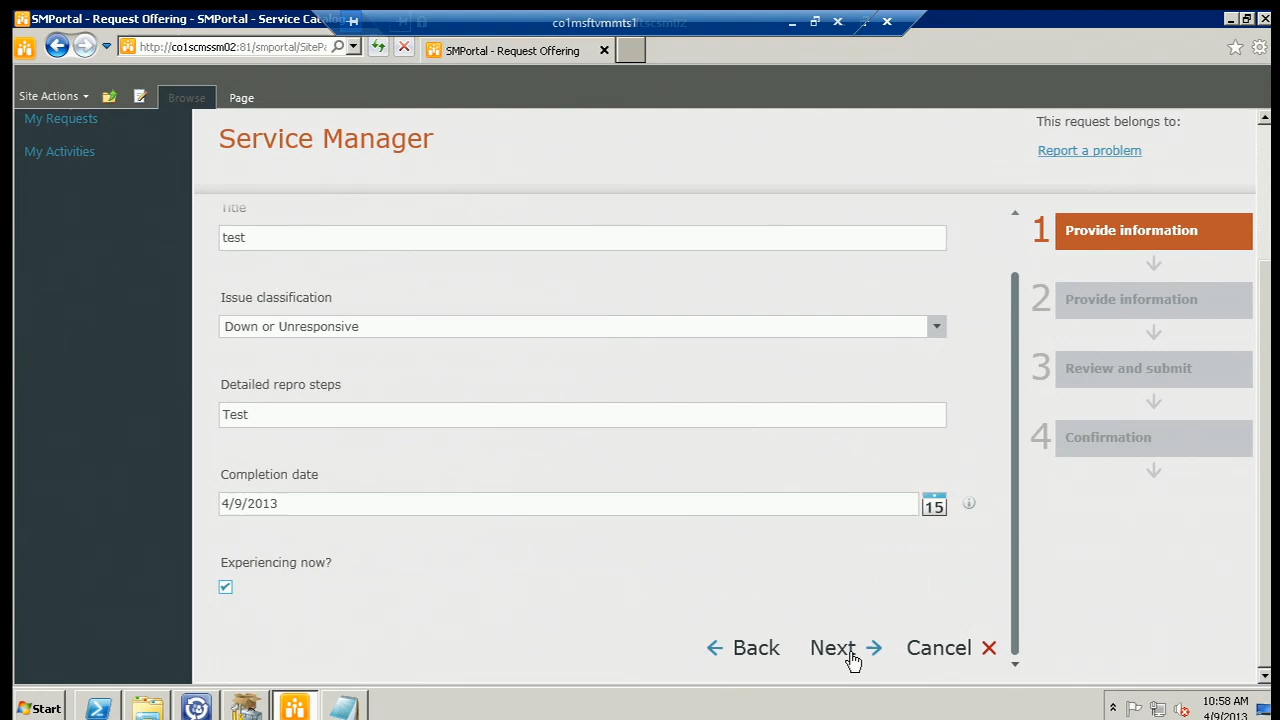 SMPortal - Request Offering - SMPortal - Service Catalog
co1msftvmmts1
http://co1scmssm02:81/smportal/SitePa
SMPortal - Request Offering
Site Actions
Browse
Page
My Requests
My Activities
Service Manager
This request belongs to:
Report a problem
Title
test
Issue classification
Down or Unresponsive
Detailed repro steps
Test
Completion date
4/9/2013
15
Experiencing now?
Back
Next
Cancel
1 Provide information
2 Provide information
3 Review and submit
4 Confirmation
Start
10:58 AM
4/9/2013